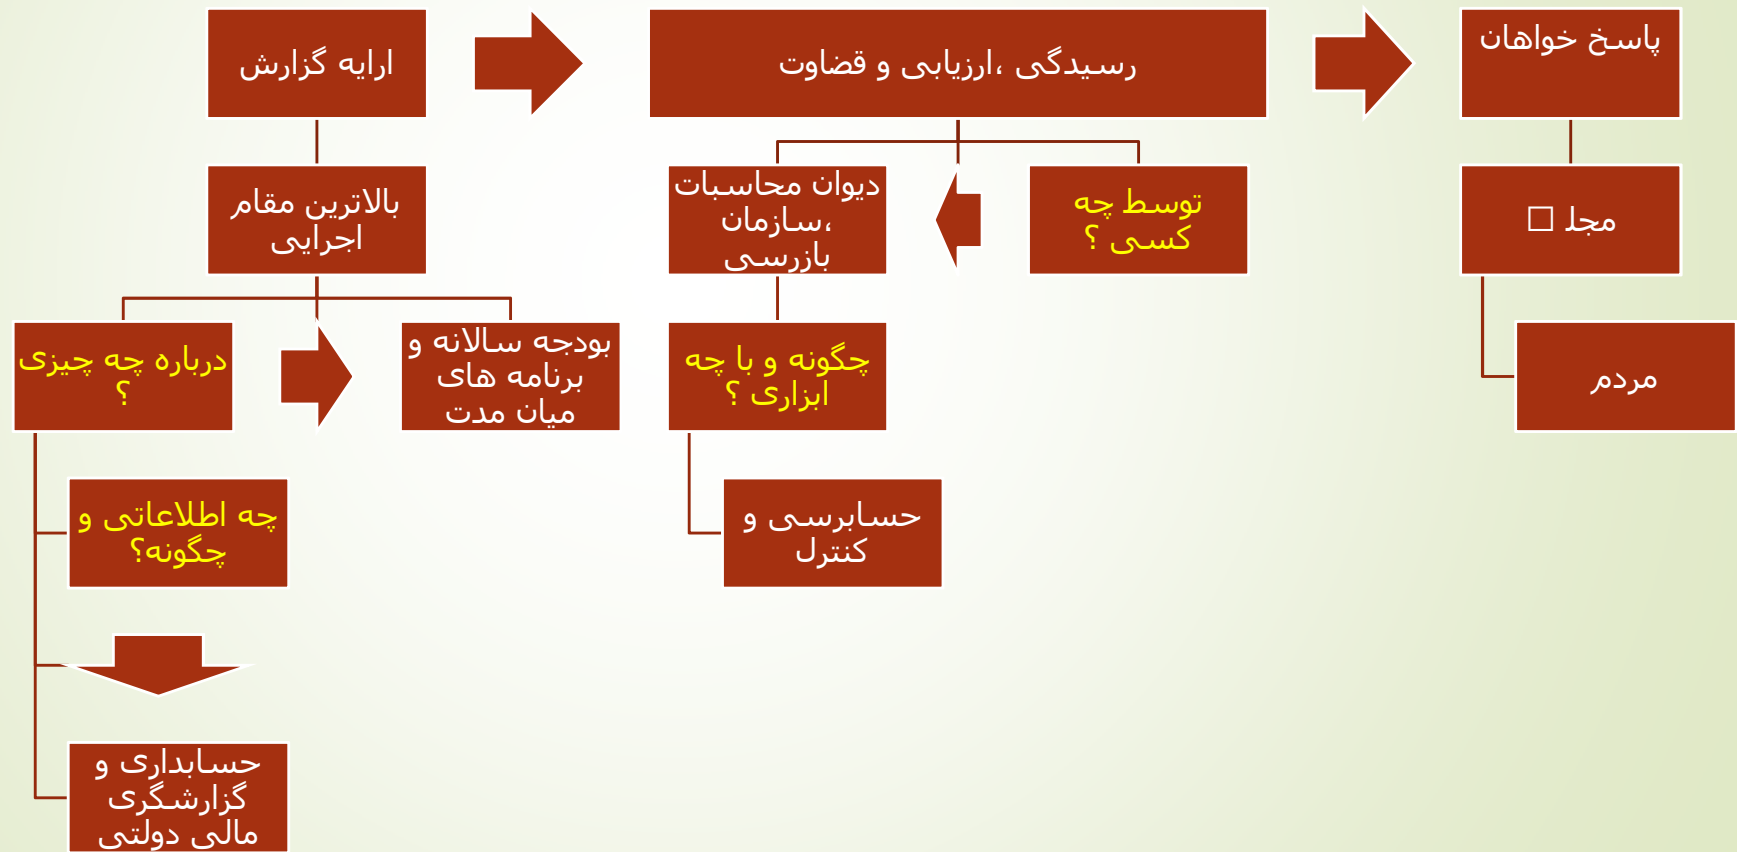 ارایه گزارش
رسیدگی ،ارزیابی و قضاوت
پاسخ خواهان
بالاترین مقام
اجرایی
دیوان محاسبات
،سازمان
بازرسی
توسط چه
کسی ؟
مجلـ □
درباره چه چیزی
؟
بودجه سالانه و
برنامه های
میان مدت
چگونه و با چه
ابزاری ؟
مردم
چه اطلاعاتی و
چگونه؟
حسابرسی و
کنترل
حسابداری و
گزارشگری
مالی دولتی